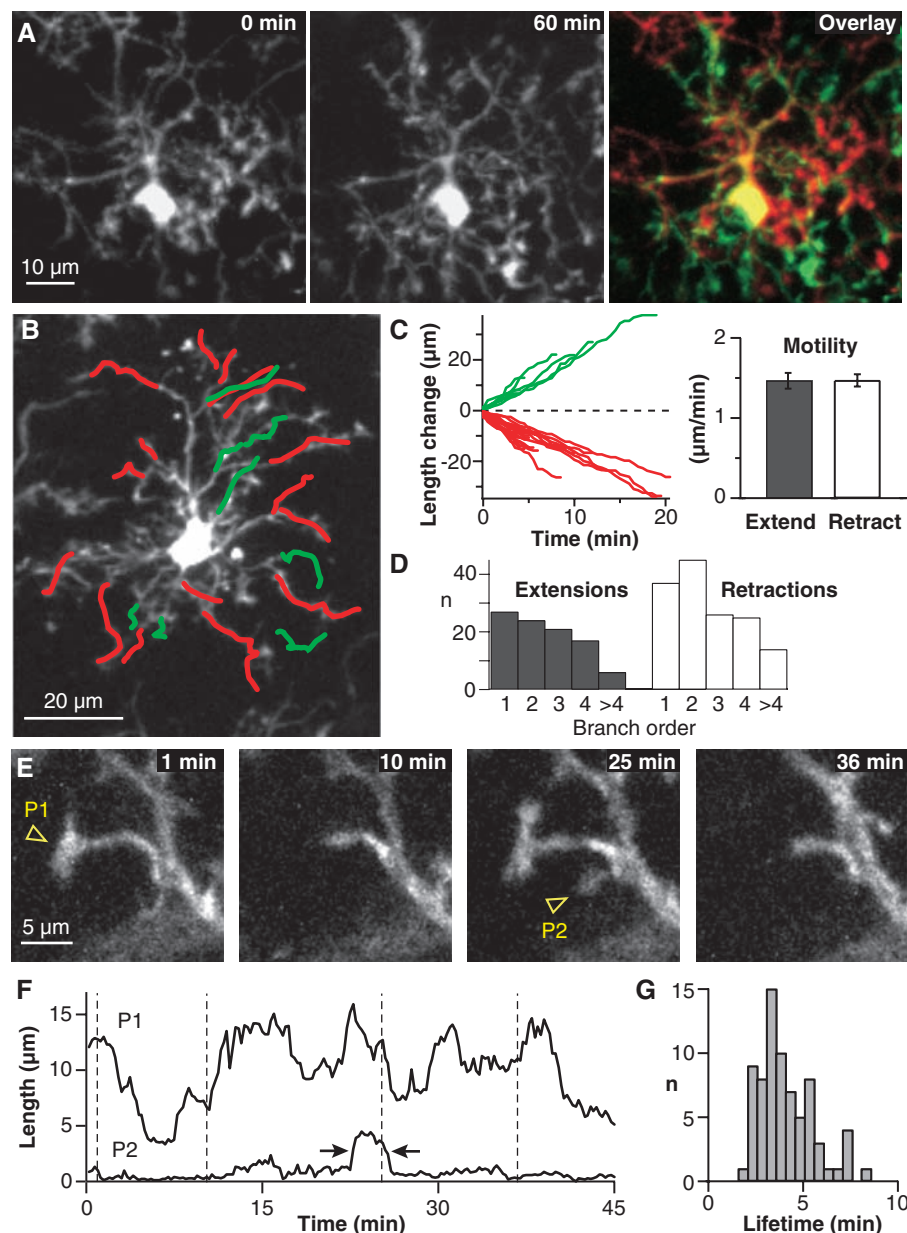 A
0 min
60 min
Overlay
10 µm
B
20 µm
C
Length change (µm)
20
0
-20
0
10
20
Time (min)
Motility
(µm/min)
2
1
0
Extend
Retract
D
n
40
20
0
Extensions
Retractions
1 2 3 4 >4
1 2 3 4 >4
Branch order
E
1 min
10 min
25 min
36 min
P1
P2
5 µm
F
Length (µm)
15
10
5
0
P1
P2
0
15
30
45
Time (min)
G
n
15
10
5
0
0
5
10
Lifetime (min)